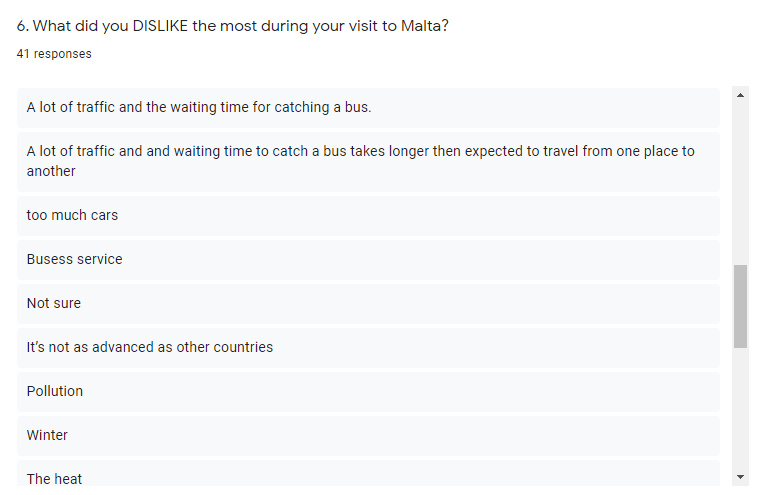 6. What did you DISLIKE the most during your visit to Malta?
41 responses
A lot of traffic and the waiting time for catching a bus.
A lot of traffic and and waiting time to catch a bus takes longer then expected to travel from one place to
another
too much cars
Busess service
Not sure
It's not as advanced as other countries
Pollution
Winter
The heat